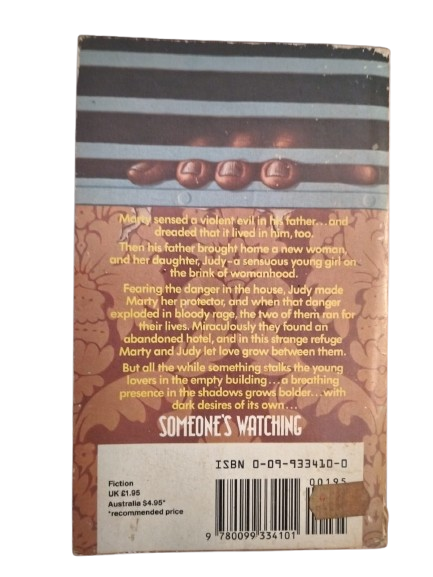 Marty sensed a violent evil in his father...and
dreaded that it lived in him, too.
Then his father brought home a new woman,
and her daughter, Judy–a sensuous young girl on
the brink of womanhood.
Fearing the danger in the house, Judy made
Marty her protector, and when that danger
exploded in bloody rage, the two of them ran for
their lives. Miraculously they found an
abandoned hotel, and in this strange refuge
Marty and Judy let love grow between them.
But all the while something stalks the young
lovers in the empty building...a breathing
presence in the shadows grows bolder...with
dark desires of its own...
SOMEONE'S WATCHING
ISBN 0-09-933410-0
00195
Fiction
UK £1.95
Australia $4.95*
*recommended price
9 780099 334101